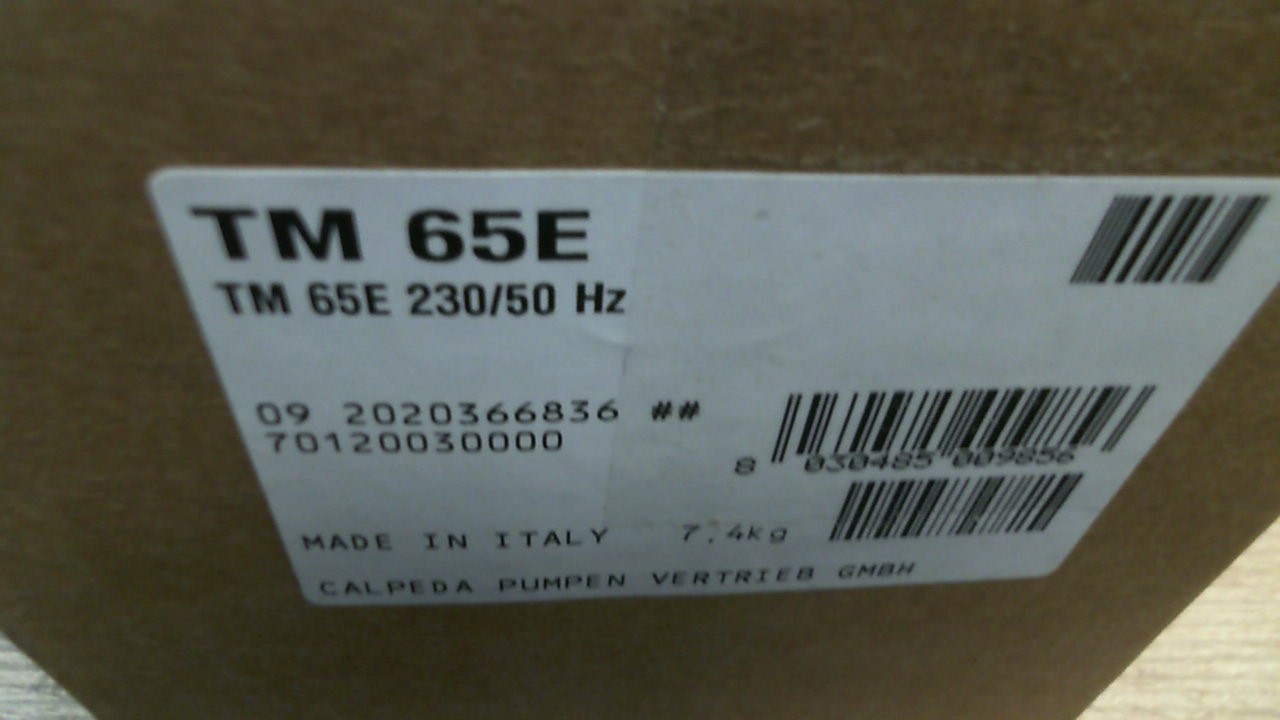 TM 65E
TM 65E 230/50 Hz
09 2020366836 ##
70120030000
8 030485 009856
MADE IN ITALY 7,4kg
CALPEDA PUMPEN VERTRIEB GMBH